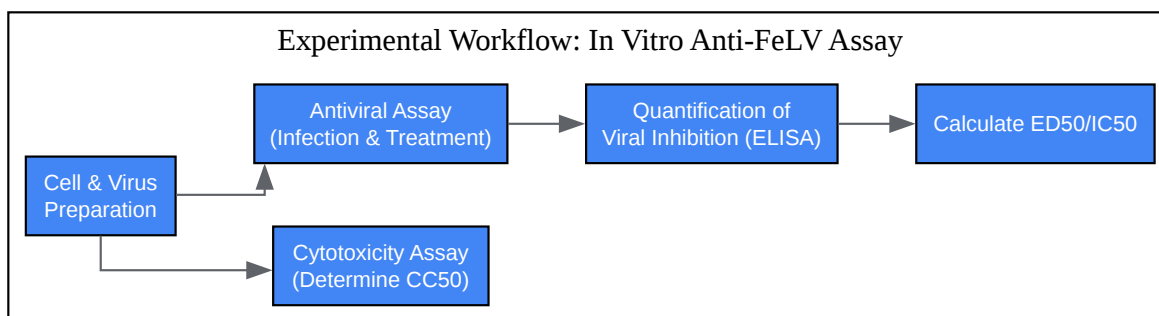 Experimental Workflow: In Vitro Anti-FeLV Assay
Antiviral Assay
(Infection & Treatment)
Quantification of
Viral Inhibition (ELISA)
Calculate ED50/IC50
Cell & Virus
Preparation
Cytotoxicity Assay
(Determine CC50)